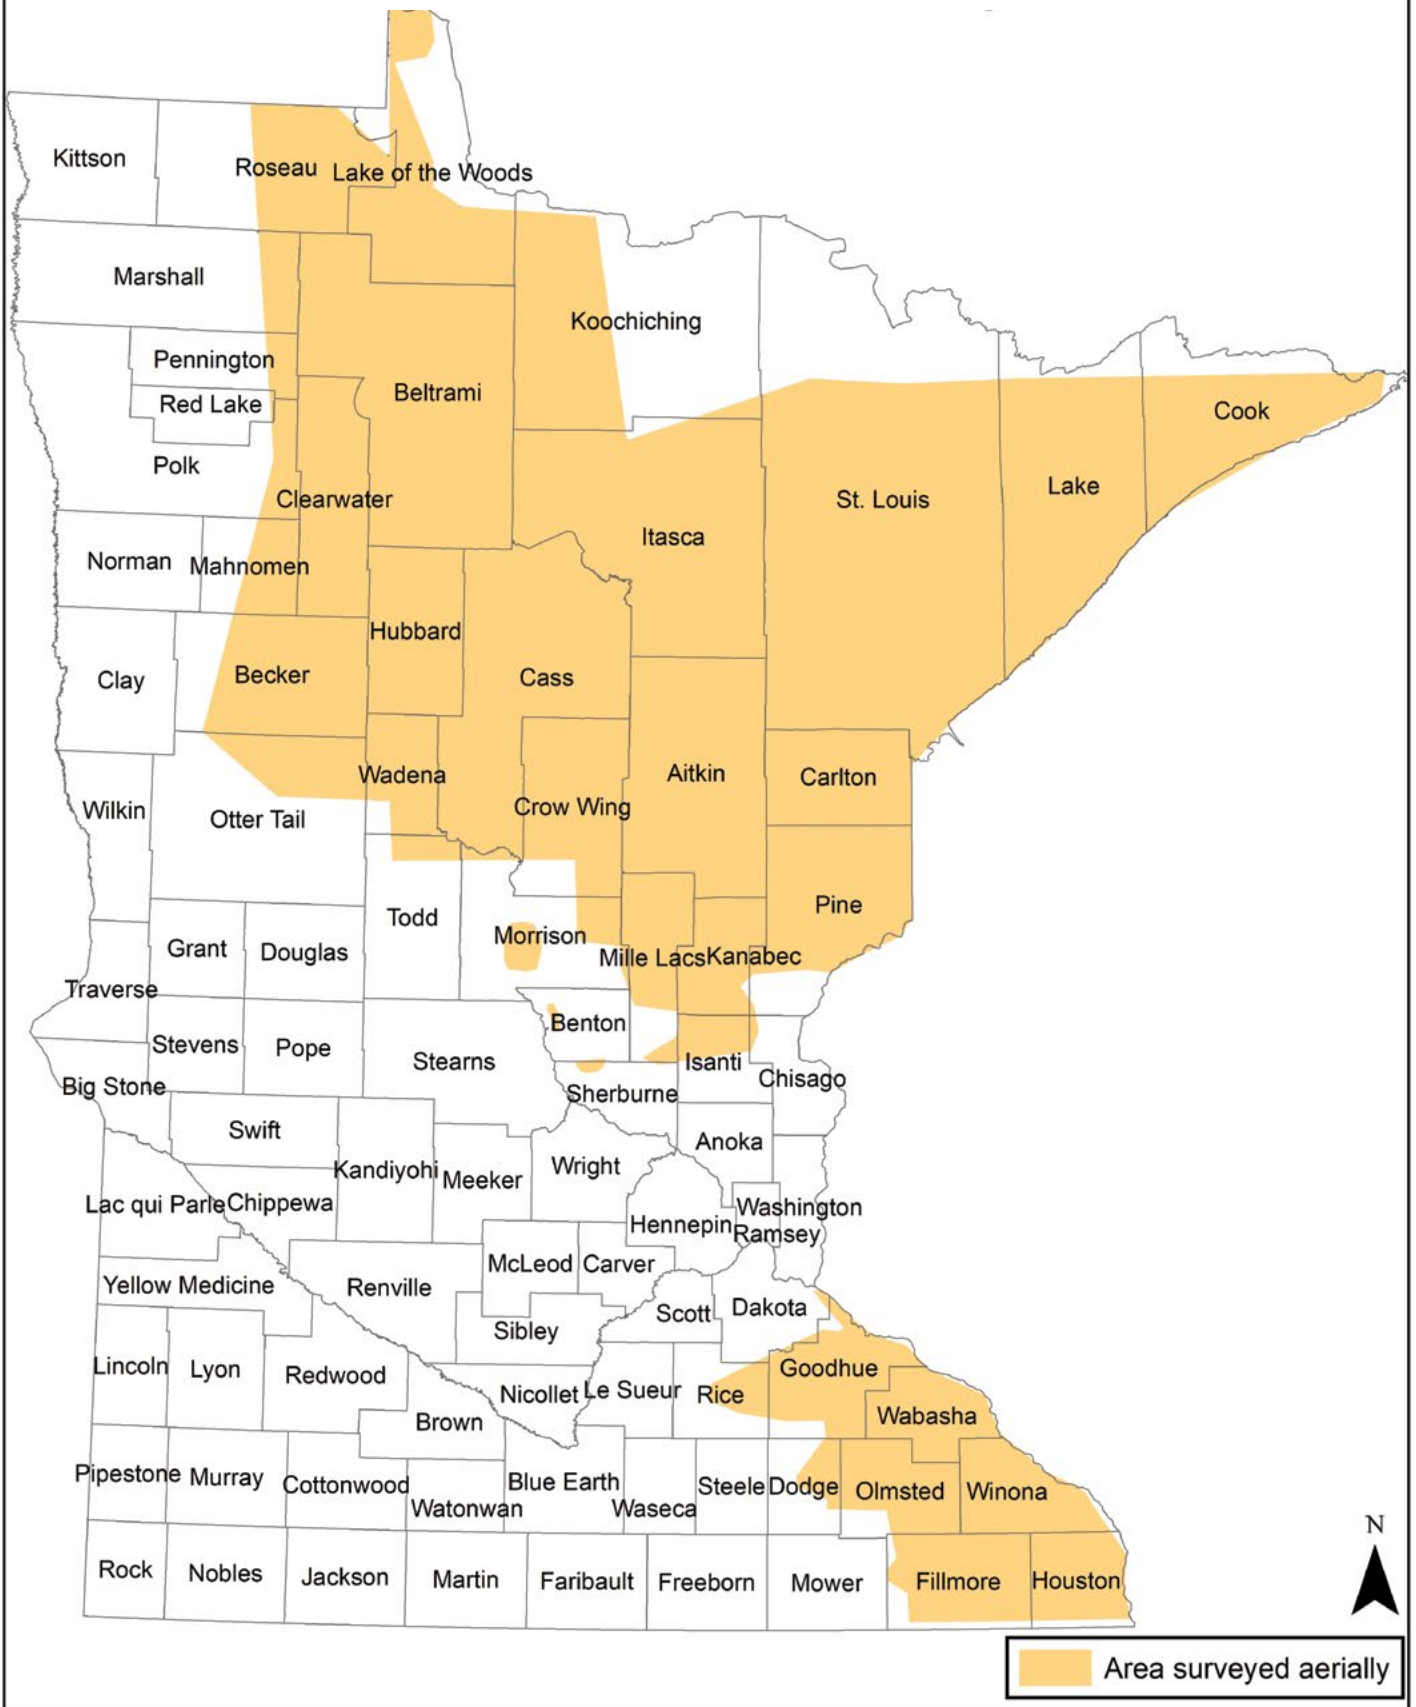 Kittson
Roseau
Lake of the Woods
Marshall
Koochiching
Pennington
Beltrami
Red Lake
Cook
Polk
Clearwater
St. Louis
Lake
Itasca
Norman
Mahnomen
Hubbard
Clay
Becker
Cass
Wadena
Aitkin
Carlton
Wilkin
Otter Tail
Crow Wing
Todd
Pine
Morrison
Grant
Douglas
Mille Lacs
Kanabec
Traverse
Benton
Stevens
Pope
Stearns
Isanti
Chisago
Big Stone
Sherburne
Swift
Anoka
Kandiyohi
Meeker
Wright
Lac qui Parle
Chippewa
Washington
Hennepin
Ramsey
McLeod
Carver
Yellow Medicine
Renville
Scott
Dakota
Sibley
Lincoln
Lyon
Redwood
Goodhue
Nicollet
Le Sueur
Rice
Brown
Wabasha
Pipestone
Murray
Cottonwood
Blue Earth
Steele
Dodge
Olmsted
Winona
Watonwan
Waseca
N
Rock
Nobles
Jackson
Martin
Faribault
Freeborn
Mower
Fillmore
Houston
Area surveyed aerially